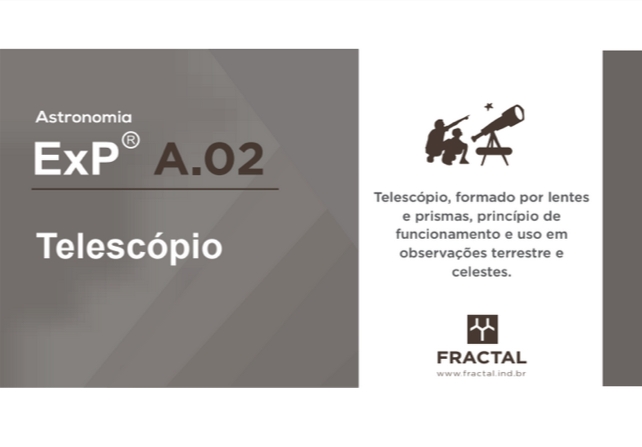 Astronomia
ExP® A.02
Telescópio
Telescópio, formado por lentes
e prismas, princípio de
funcionamento e uso em
observações terrestre e
celestes.
FRACTAL
www.fractal.ind.br